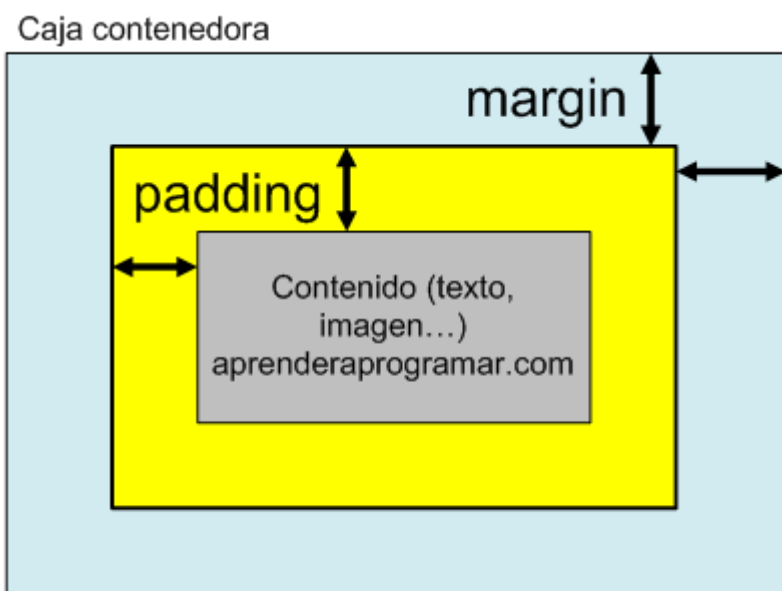 Caja contenedora
margin
padding
Contenido (texto,
imagen…)
aprenderaprogramar.com